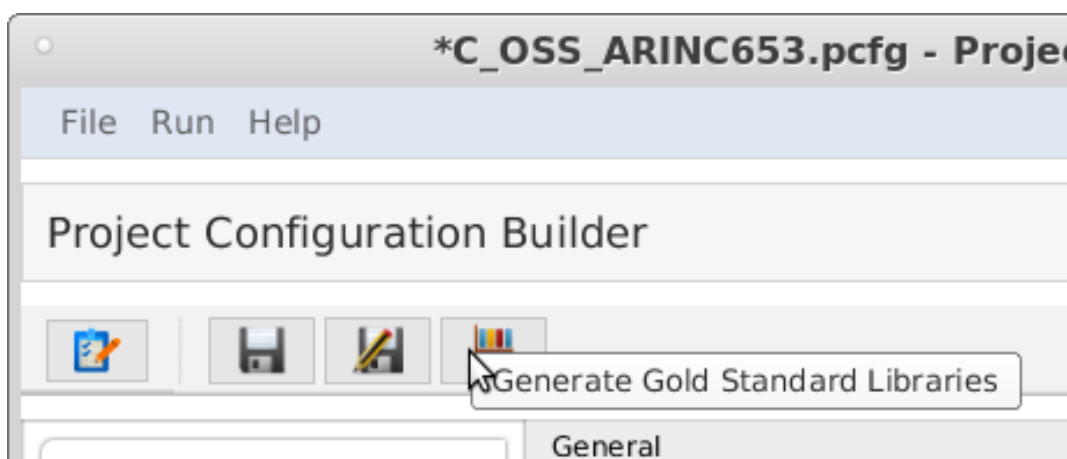 *C_OSS_ARINC653.pcfg - Proje
File Run Help
Project Configuration Builder
Generate Gold Standard Libraries
General